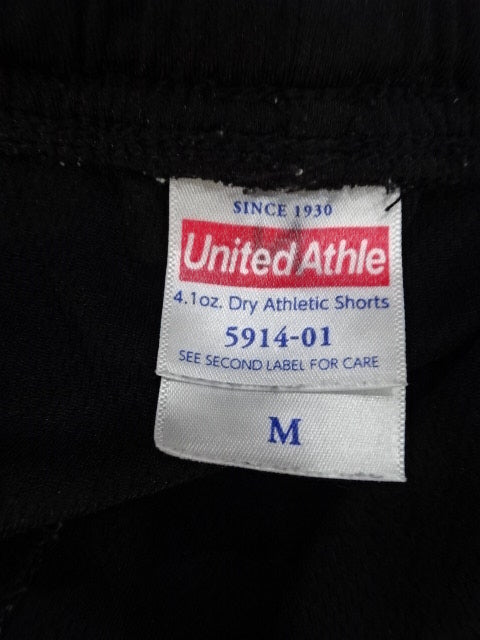 SINCE 1930
United Athle
4.1oz. Dry Athletic Shorts
5914-01
SEE SECOND LABEL FOR CARE
M